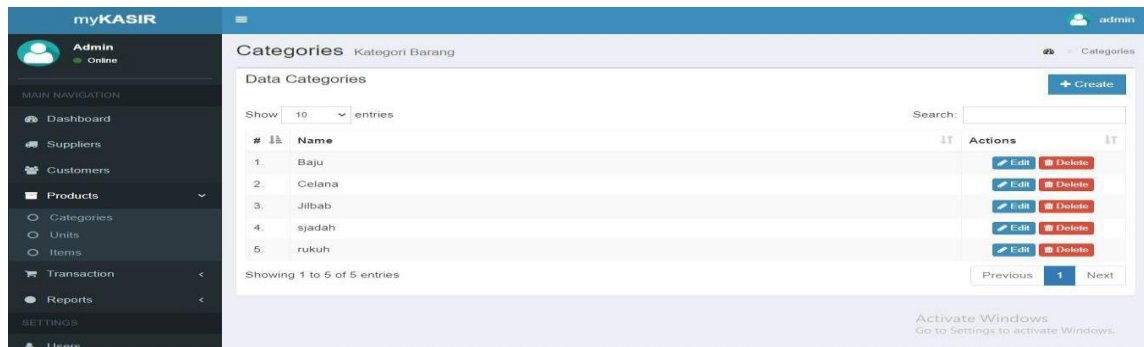 myKASIR
admin
Admin
Online
MAIN NAVIGATION
Dashboard
Suppliers
Customers
Products
Categories
Units
Items
Transaction
Reports
SETTINGS
Users
Categories Kategori Barang
Categories
Data Categories
+ Create
Show 10 entries
Search:
# Name Actions
1. Baju Edit Delete
2. Celana Edit Delete
3. Jilbab Edit Delete
4. sjadah Edit Delete
5. rukuh Edit Delete
Showing 1 to 5 of 5 entries
Previous 1 Next
Activate Windows
Go to Settings to activate Windows.